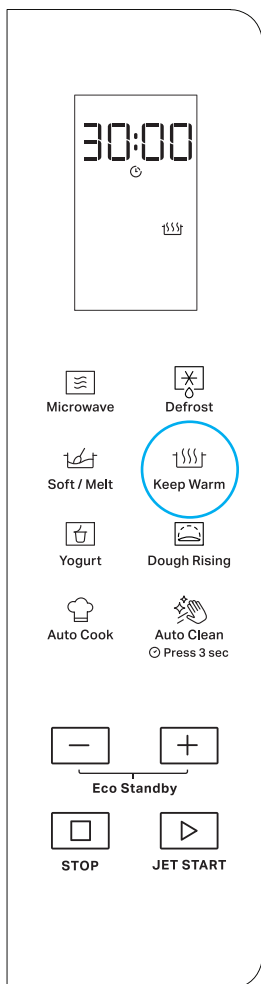 30:00
Microwave Defrost
Soft / Melt Keep Warm
Yogurt Dough Rising
Auto Cook Auto Clean
Press 3 sec
Eco Standby
STOP JET START